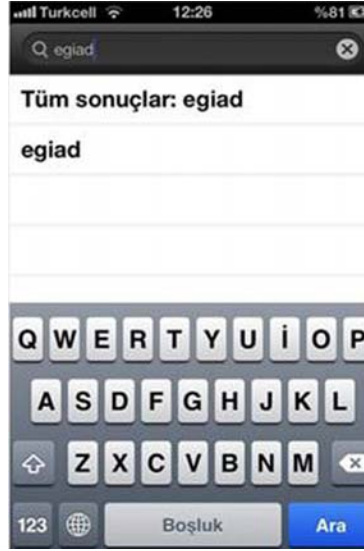 Turkcell 12:26 %81
egiad
Tüm sonuçlar: egiad
egiad
Q W E R T Y U İ O P
A S D F G H J K L
Z X C V B N M
123 Boşluk Ara